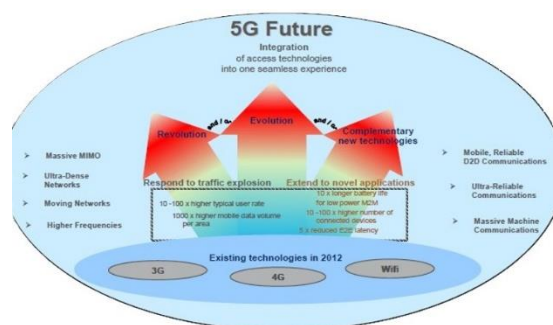 5G Future
Integration
of access technologies
into one seamless experience
and / or
and / or
Revolution
Evolution
Complementary
new technologies
Massive MIMO
Ultra-Dense
Networks
Moving Networks
Higher Frequencies
Respond to traffic explosion
10 -100 x higher typical user rate
1000 x higher mobile data volume
per area
Extend to novel applications
10 x longer battery life
for low power M2M
10 -100 x higher number of
connected devices
5 x reduced E2E latency
Mobile, Reliable
D2D Communications
Ultra-Reliable
Communications
Massive Machine
Communications
Existing technologies in 2012
3G
4G
Wifi